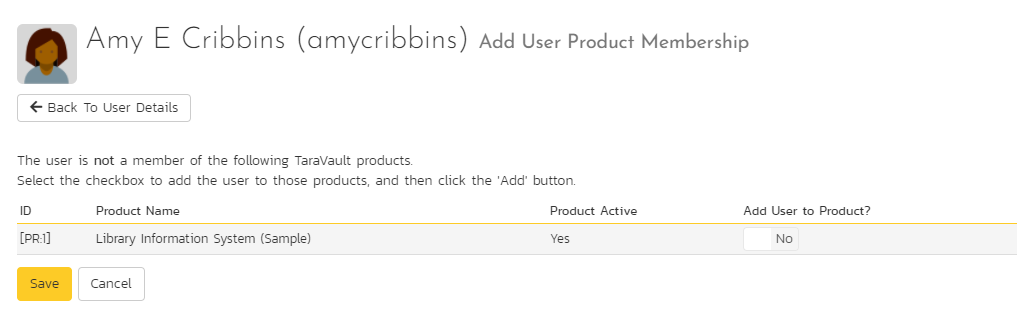 Amy E Cribbins (amycribbins) Add User Product Membership
Back To User Details
The user is not a member of the following TaraVault products.
Select the checkbox to add the user to those products, and then click the 'Add' button.
ID Product Name Product Active Add User to Product?
[PR:1] Library Information System (Sample) Yes No
Save Cancel